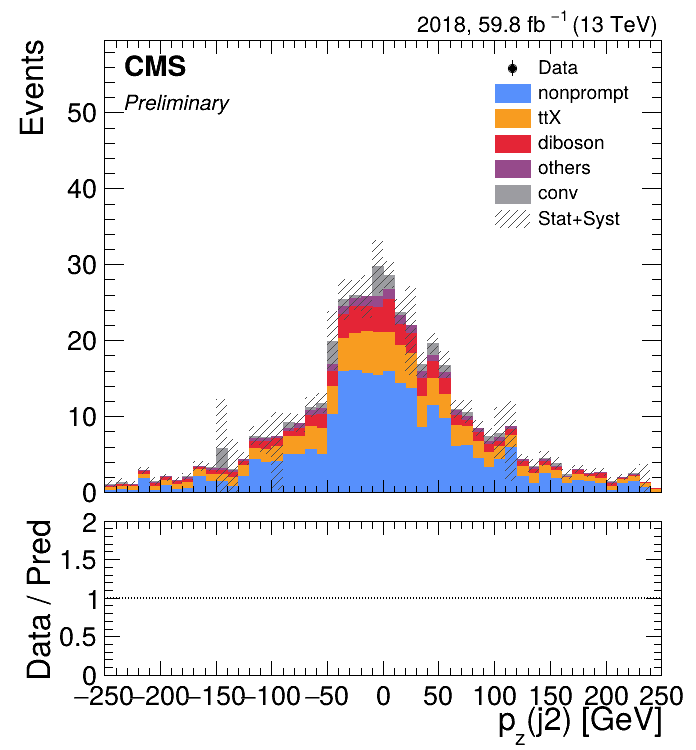 2018, 59.8 fb⁻¹ (13 TeV)
CMS
Preliminary
Data
nonprompt
ttX
diboson
others
conv
Stat+Syst
Events
50
40
30
20
10
0
Data / Pred
2
1.5
1
0.5
0
−250 −200 −150 −100 −50 0 50 100 150 200 250
p_z(j2) [GeV]